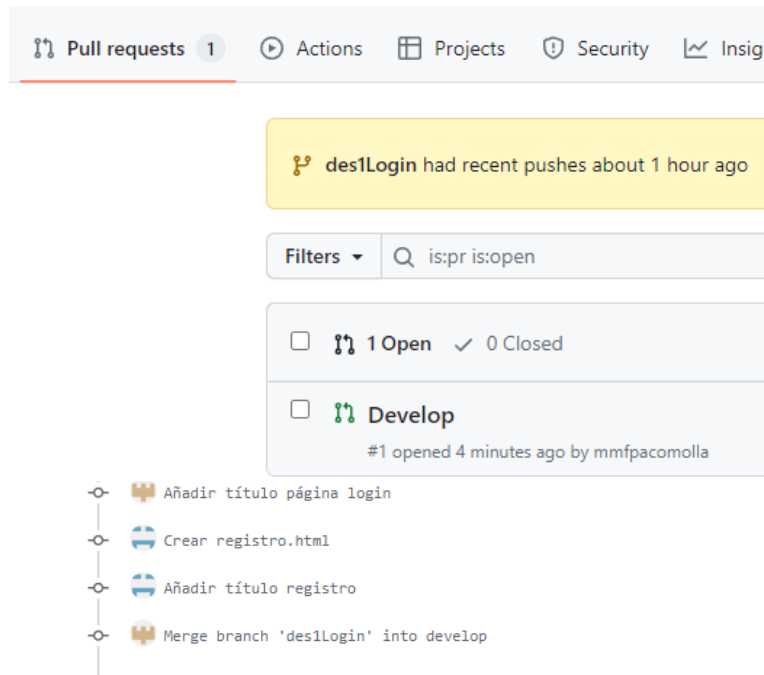 Pull requests 1 Actions Projects Security Insig
des1Login had recent pushes about 1 hour ago
Filters is:pr is:open
1 Open 0 Closed
Develop
#1 opened 4 minutes ago by mmfpacomolla
Añadir título página login
Crear registro.html
Añadir título registro
Merge branch 'des1Login' into develop